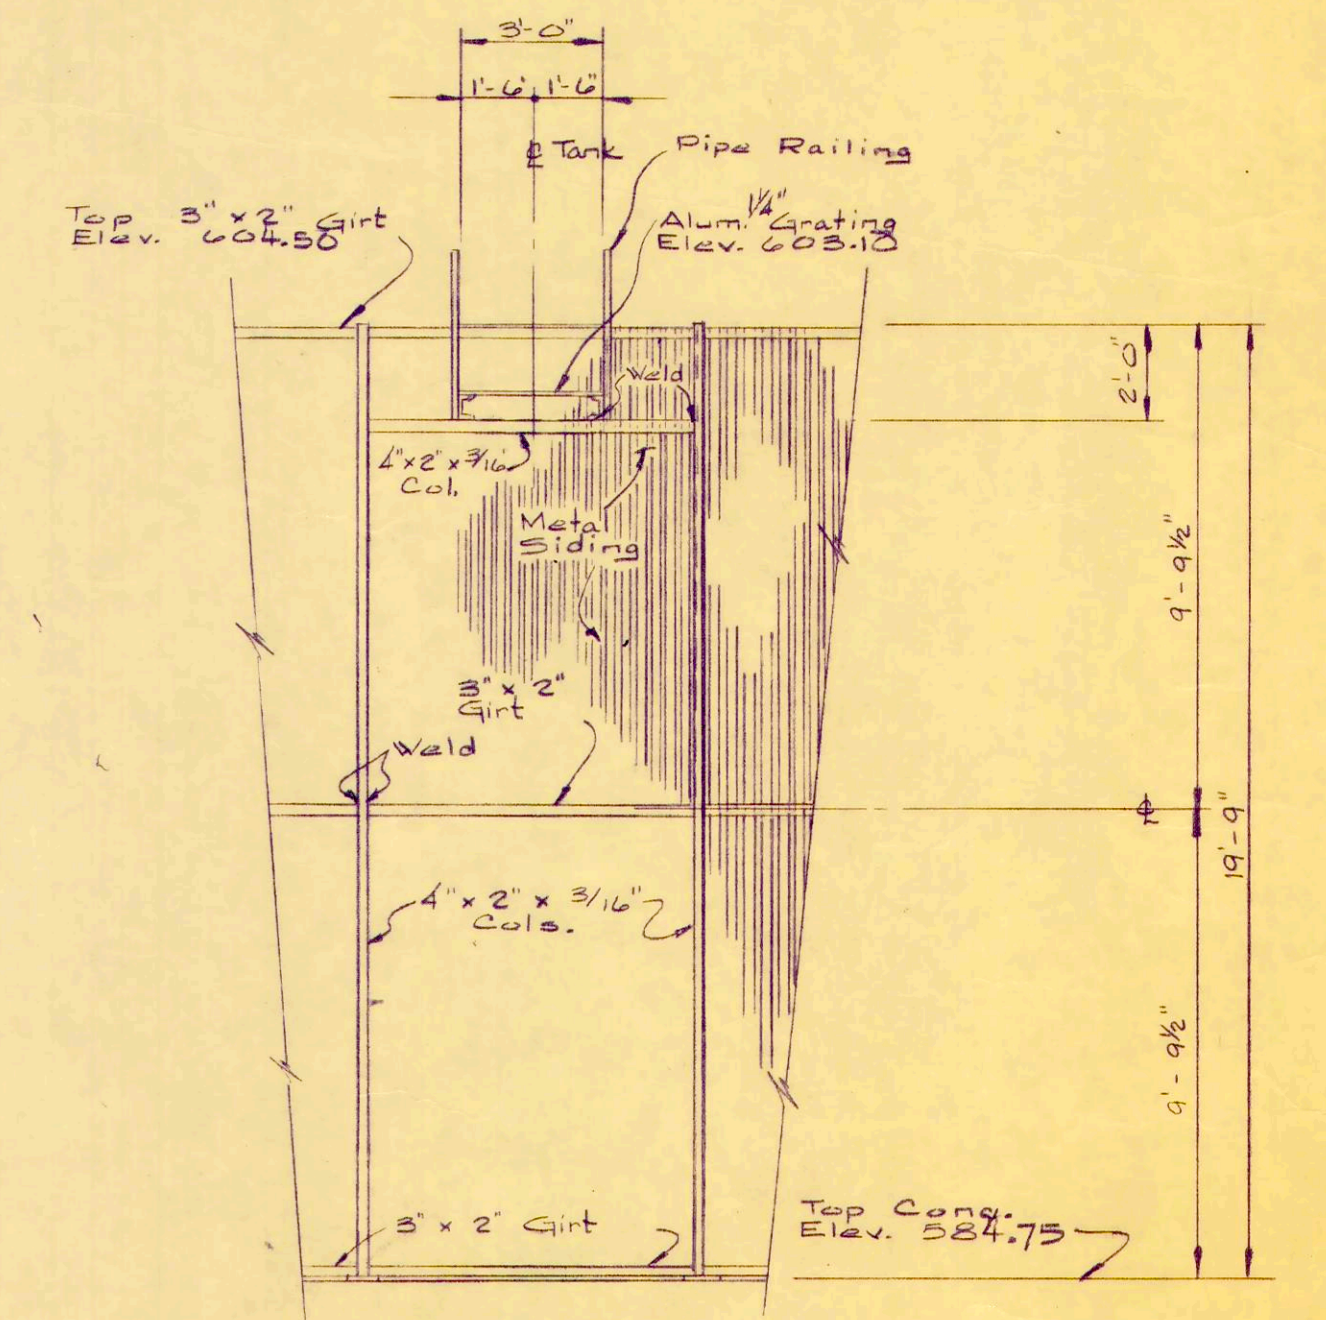 3'-0"
1'-6" 1'-6"
℄ Tank
Pipe Railing
Top 3" x 2" Girt
Elev. 604.50
Alum. 1¼" Grating
Elev. 603.10
Weld
2'-0"
4" x 2" x 3/16
Col.
Metal
Siding
9'-9½"
3" x 2"
Girt
Weld
℄
19'-9"
4" x 2" x 3/16"
Cols.
9'-9½"
3" x 2" Girt
Top Conc.
Elev. 584.75